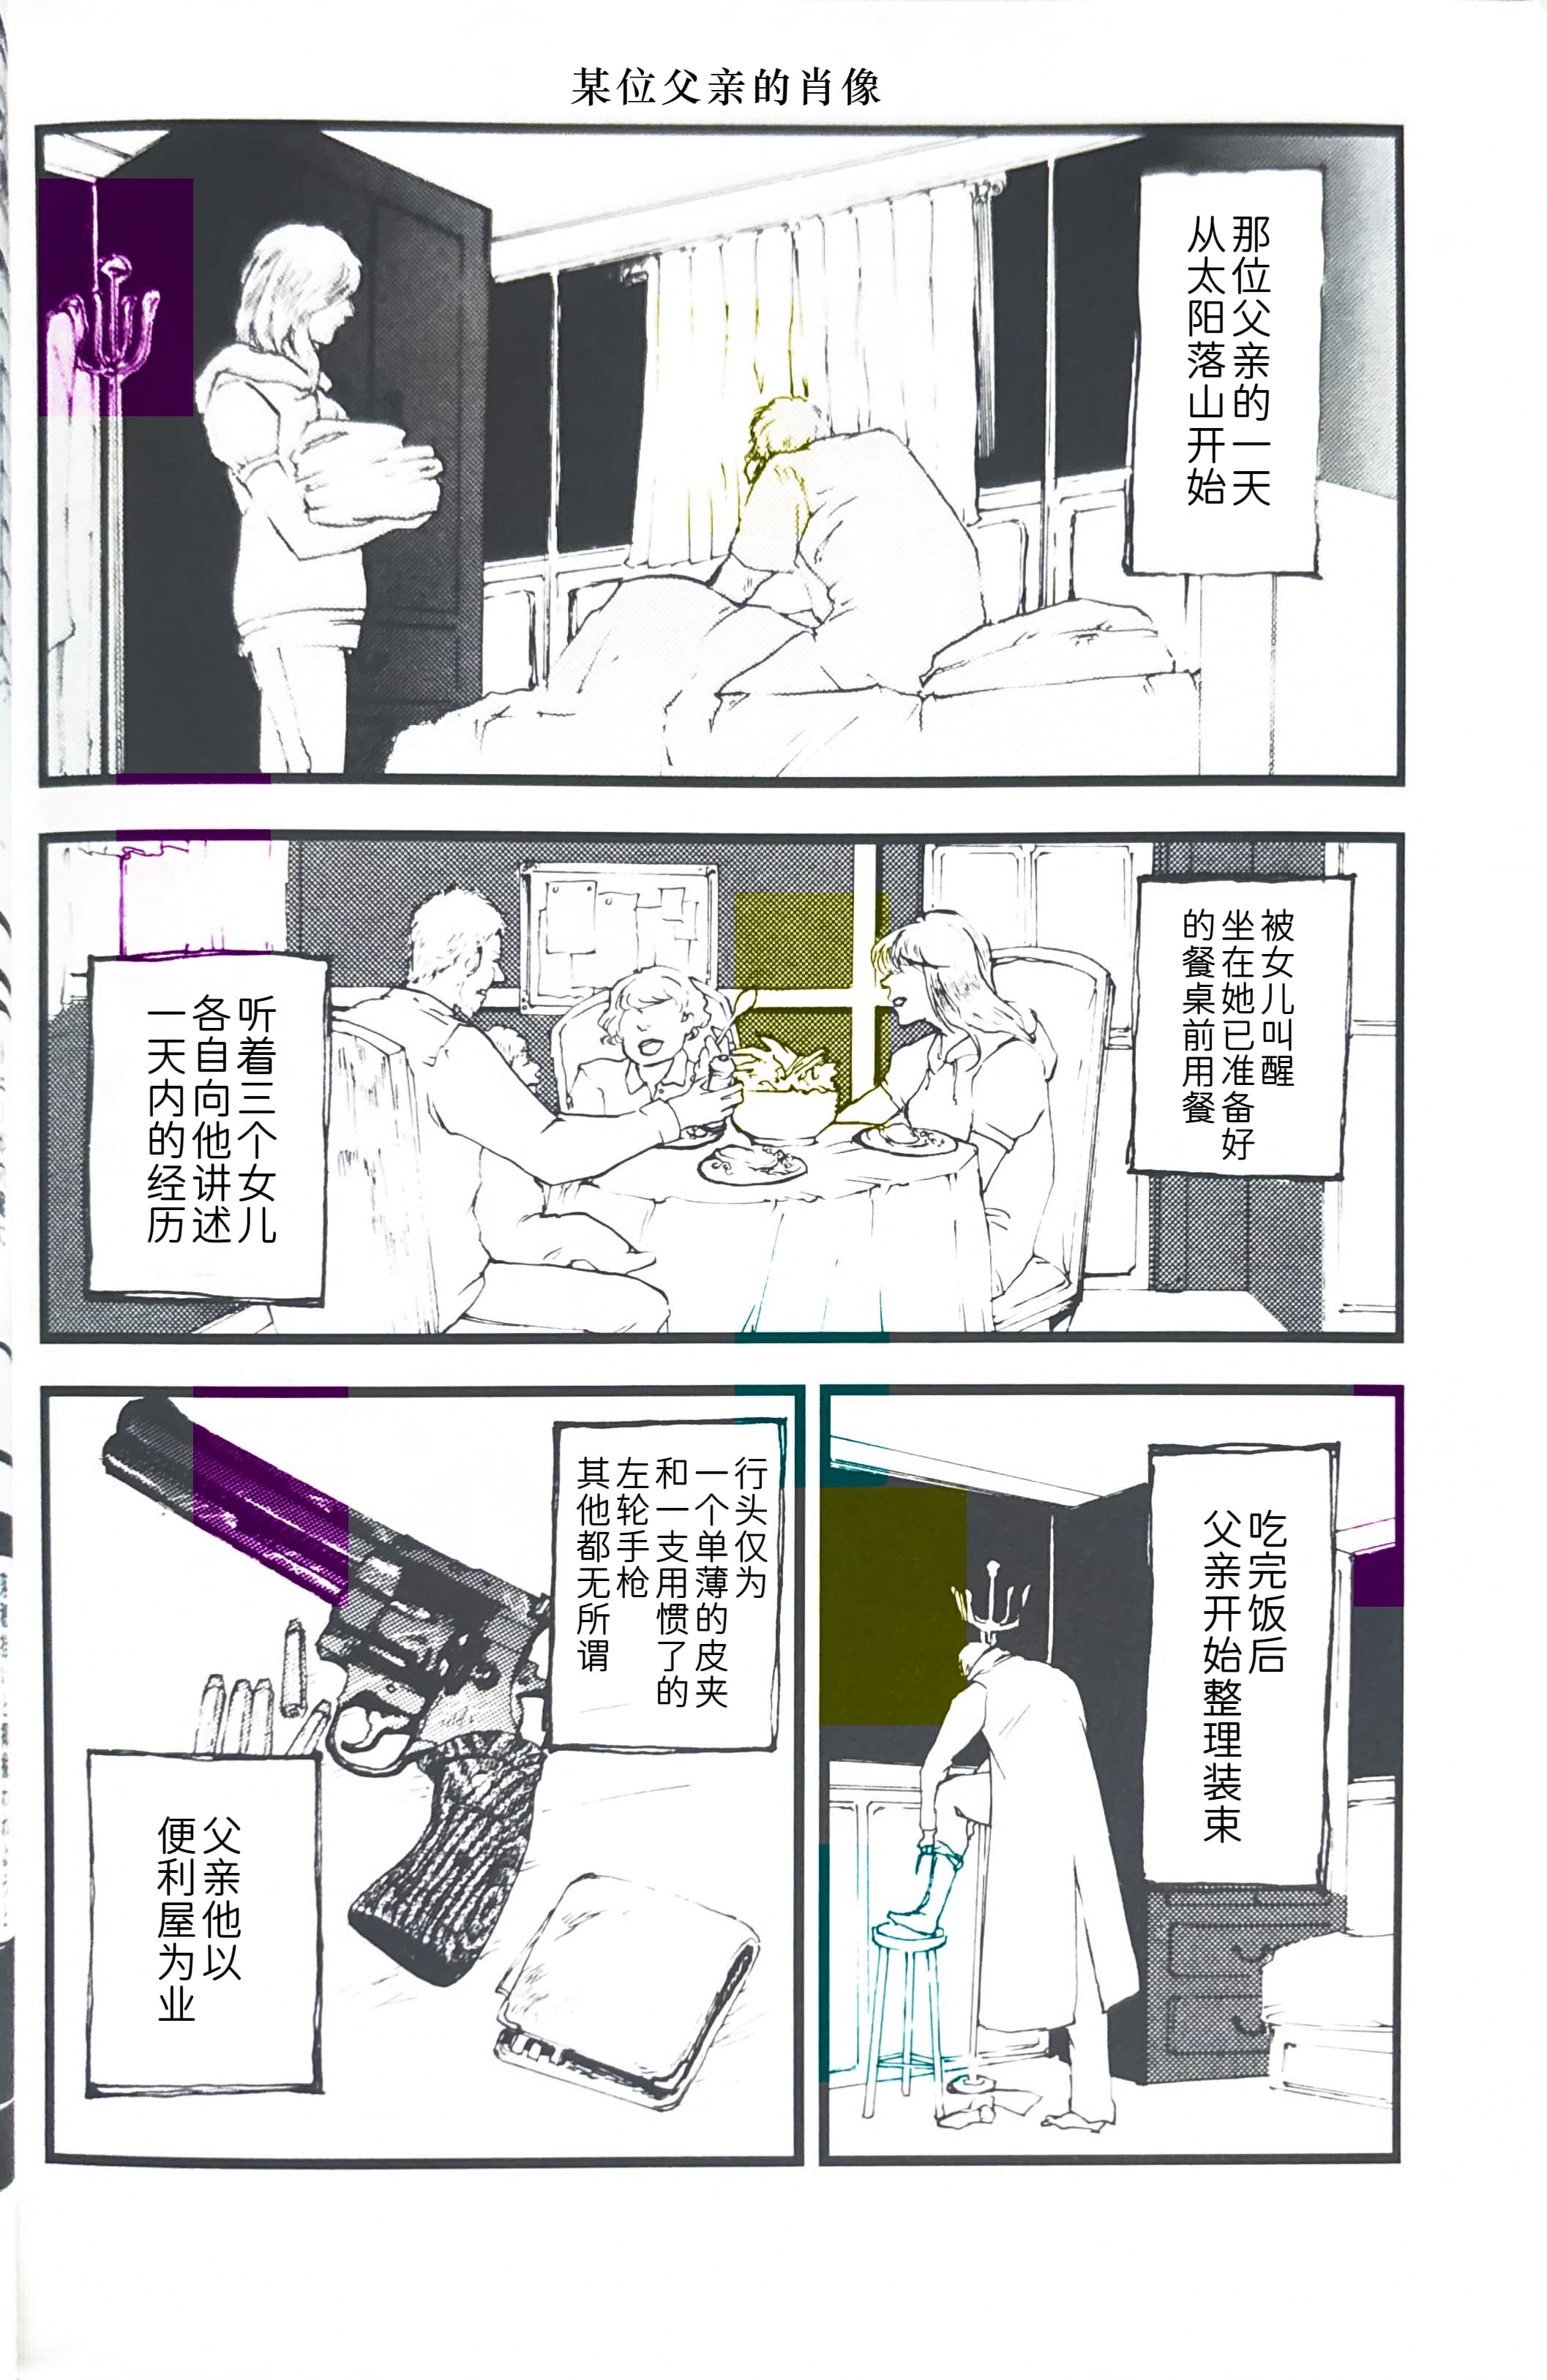 某位父亲的肖像
那位父亲的一天
从太阳落山开始
被女儿叫醒
坐在她已准备好
的餐桌前用餐
听着三个女儿
各自向他讲述
一天内的经历
吃完饭后
父亲开始整理装束
行头仅为
一个单薄的皮夹
和一支用惯了的
左轮手枪
其他都无所谓
父亲他以
便利屋为业